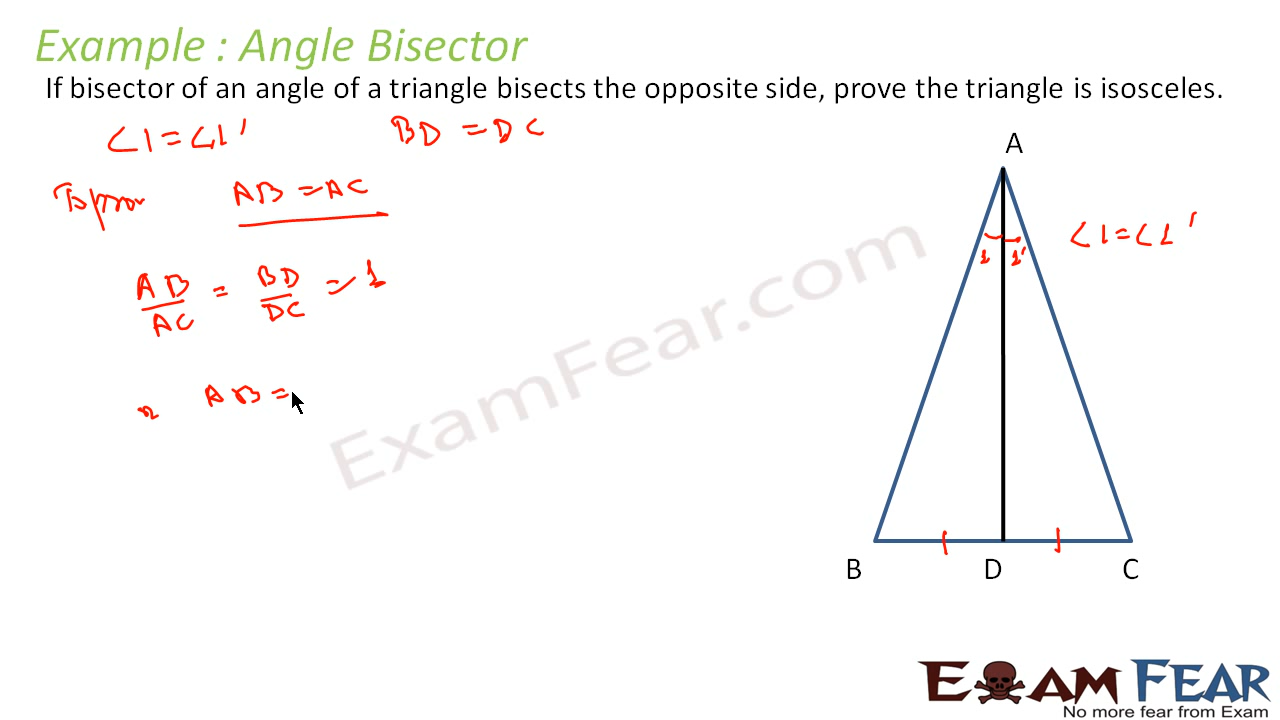 Example : Angle Bisector
If bisector of an angle of a triangle bisects the opposite side, prove the triangle is isosceles.
∠1 = ∠1' BD = DC
To prov AB = AC
AB/AC = BD/DC = 1
AB =
A
∠1 = ∠1'
1 1'
B D C
ExamFear.com
EXAM FEAR
No more fear from Exam